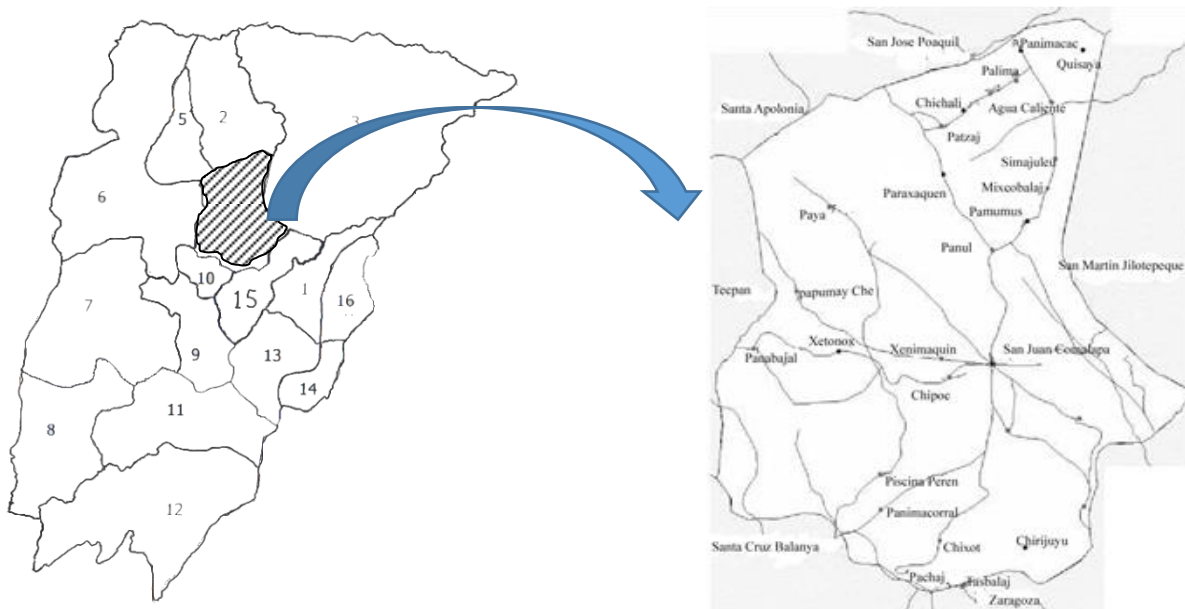 5
2
3
6
10
7
15
1
16
9
13
14
8
11
12
San Jose Poaquil
Panimacac
Quisaya
Palima
Santa Apolonia
Chichali
Agua Caliente
Patzaj
Simajuleu
Paraxaquen
Mixcobalaj
Paya
Pamumus
Panul
San Martin Jilotepeque
Tecpan
papumay Che
Xetonox
Xenimaquin
San Juan Comalapa
Panabajal
Chipoc
Piscina Peren
Panimacorral
Santa Cruz Balanya
Chixot
Chirijuyu
Pachaj
Tasbalaj
Zaragoza